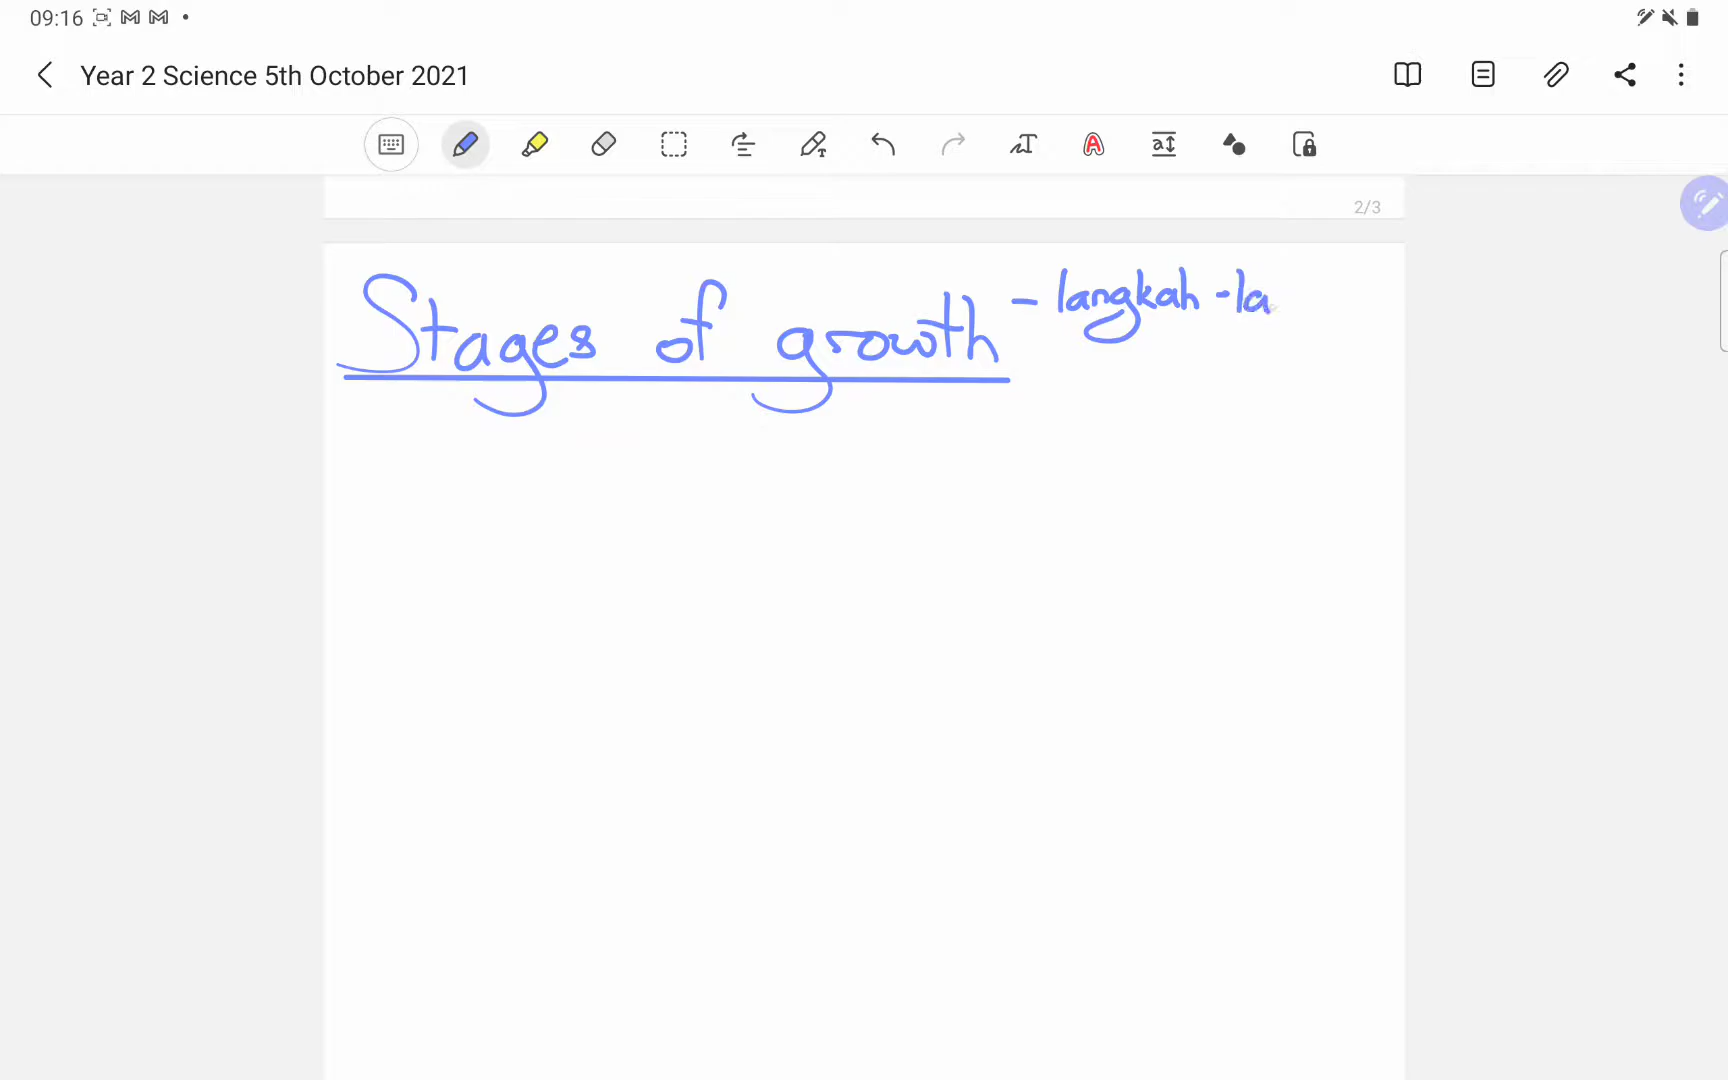 09:16
Year 2 Science 5th October 2021
2/3
Stages of growth - langkah -la